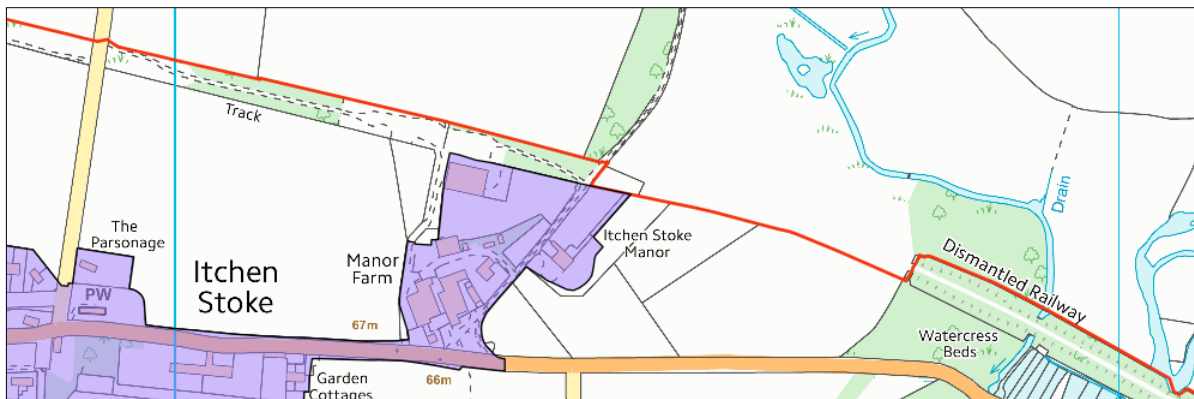 Track
Drain
The
Parsonage
Itchen
Stoke
Manor
Farm
Itchen Stoke
Manor
Dismantled Railway
PW
67m
Watercress
Beds
66m
Garden
Cottages